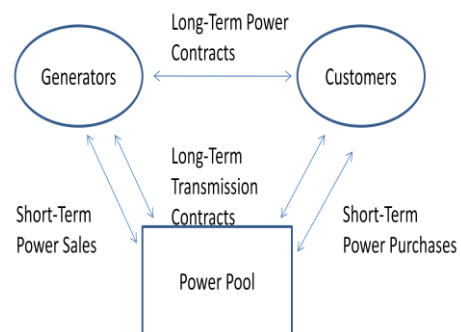 Long-Term Power
Contracts
Generators
Customers
Long-Term
Transmission
Contracts
Short-Term
Power Sales
Short-Term
Power Purchases
Power Pool